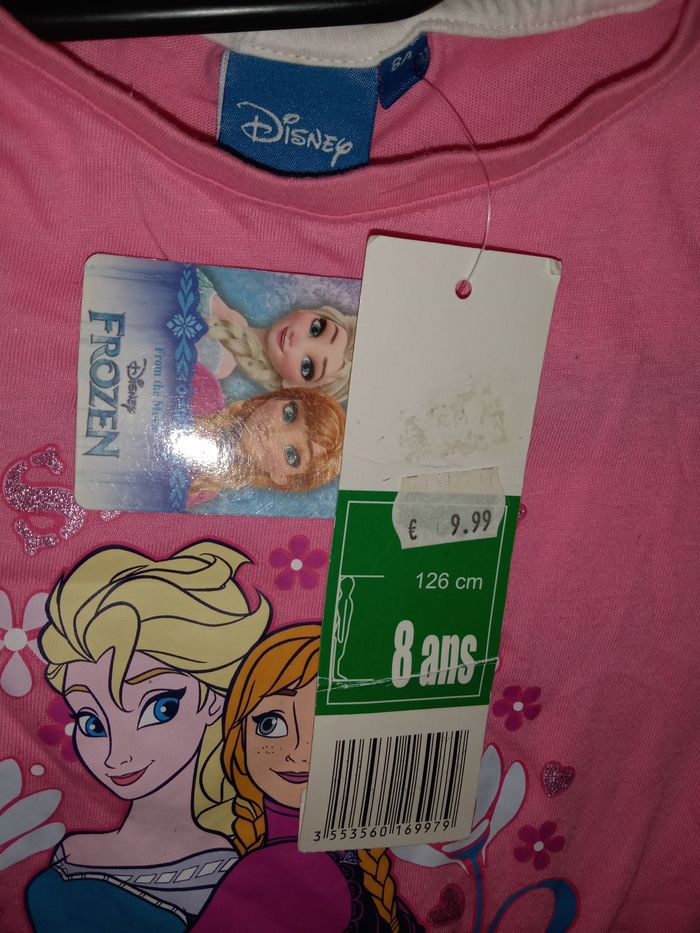 DISNEY
8A
From the
DISNEY
FROZEN
S
€ 9.99
126 cm
8 ans
3 553560 169979